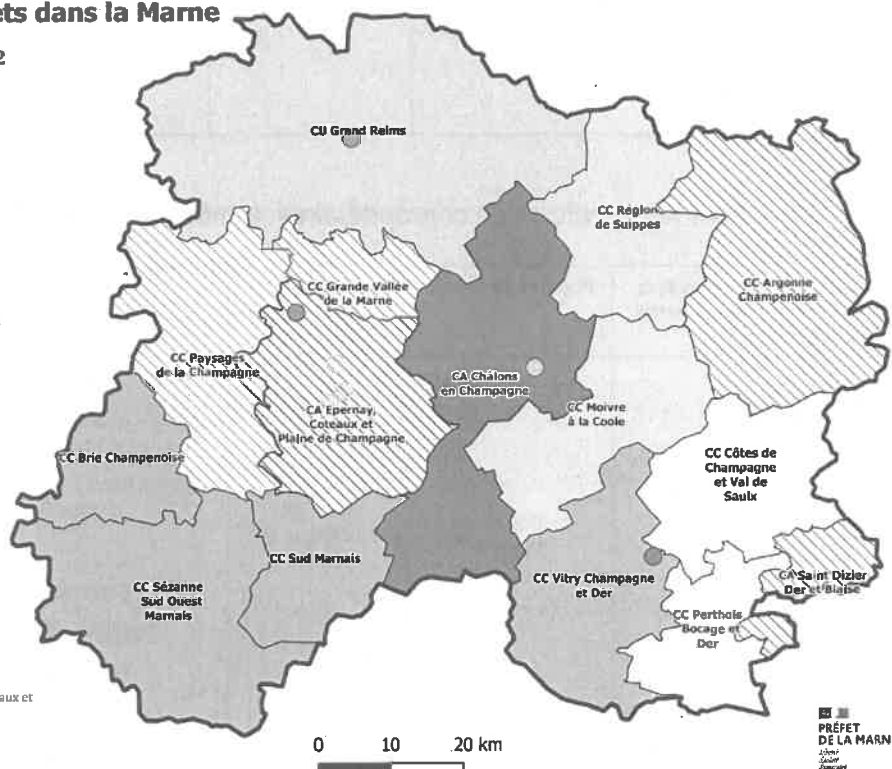 ets dans la Marne
2
CU Grand Reims
CC Région
de Suippes
CC Argonne
Champenoise
CC Grande Vallée
de la Marne
CC Paysages
de la Champagne
CA Châlons
en Champagne
CA Epernay,
Coteaux et
Plaine de Champagne
CC Moivre
à la Coole
CC Brie Champenoise
CC Côtes de
Champagne
et Val de
Saulx
CC Sud Marnais
CC Sézanne
Sud Ouest
Marnais
CC Vitry Champagne
et Der
CA Saint Dizier
Der et Blaise
CC Perthois
Bocage et
Der
aux et
0 10 20 km
PRÉFET
DE LA MARN